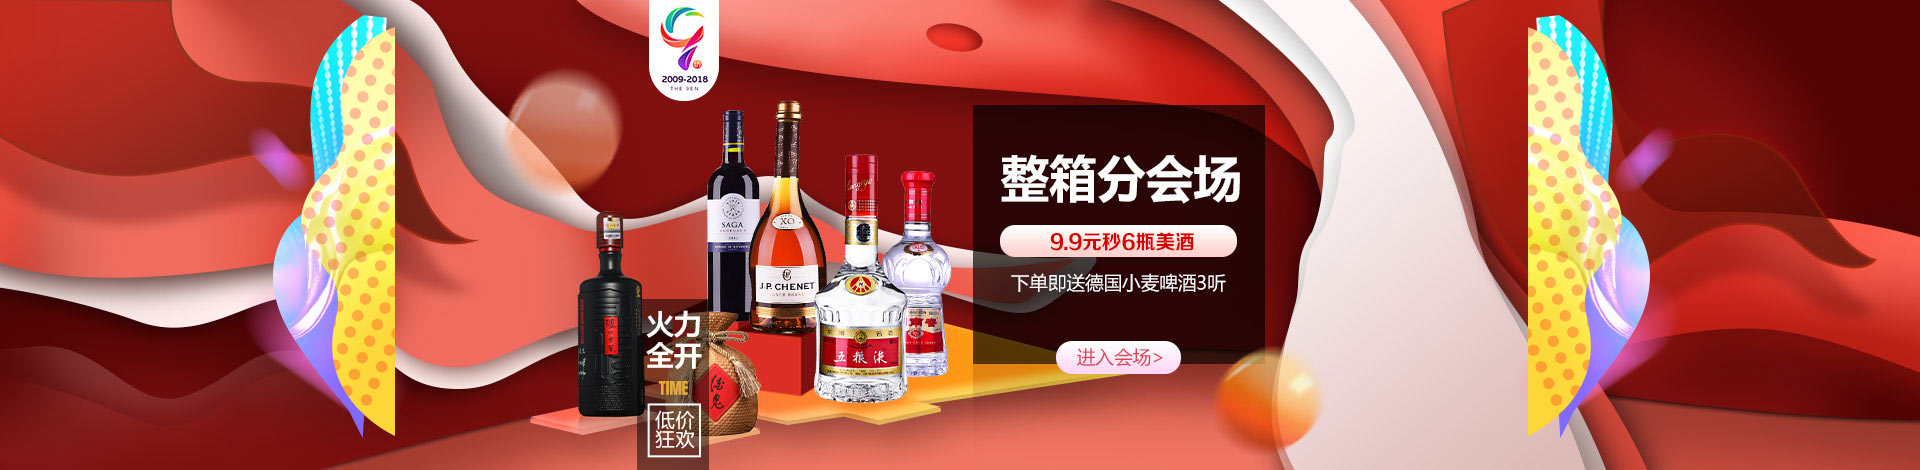 2009-2018
整箱分会场
9.9元秒6瓶美酒
下单即送德国小麦啤酒3听
进入会场>
火力
全开
TIME
低价
狂欢
SAGA
XO
J.P. CHENET
五粮液
酒鬼